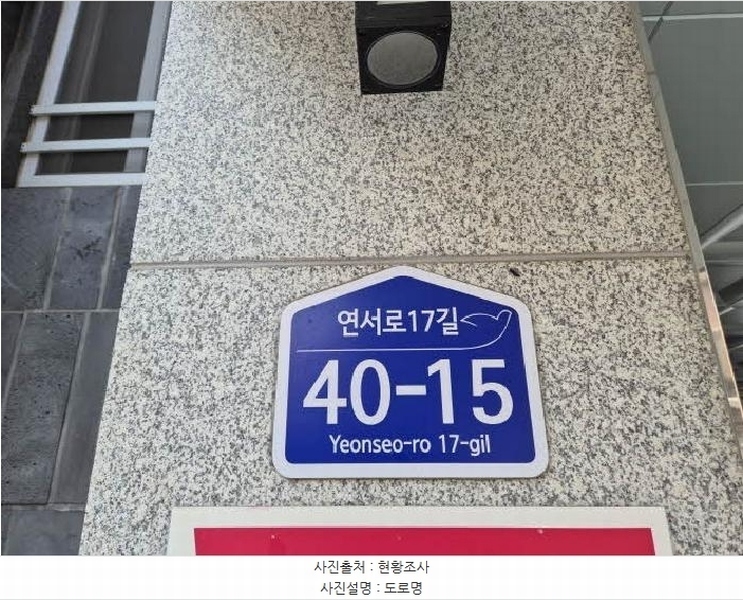 연서로17길
40-15
Yeonseo-ro 17-gil
사진출처 : 현황조사
사진설명 : 도로명